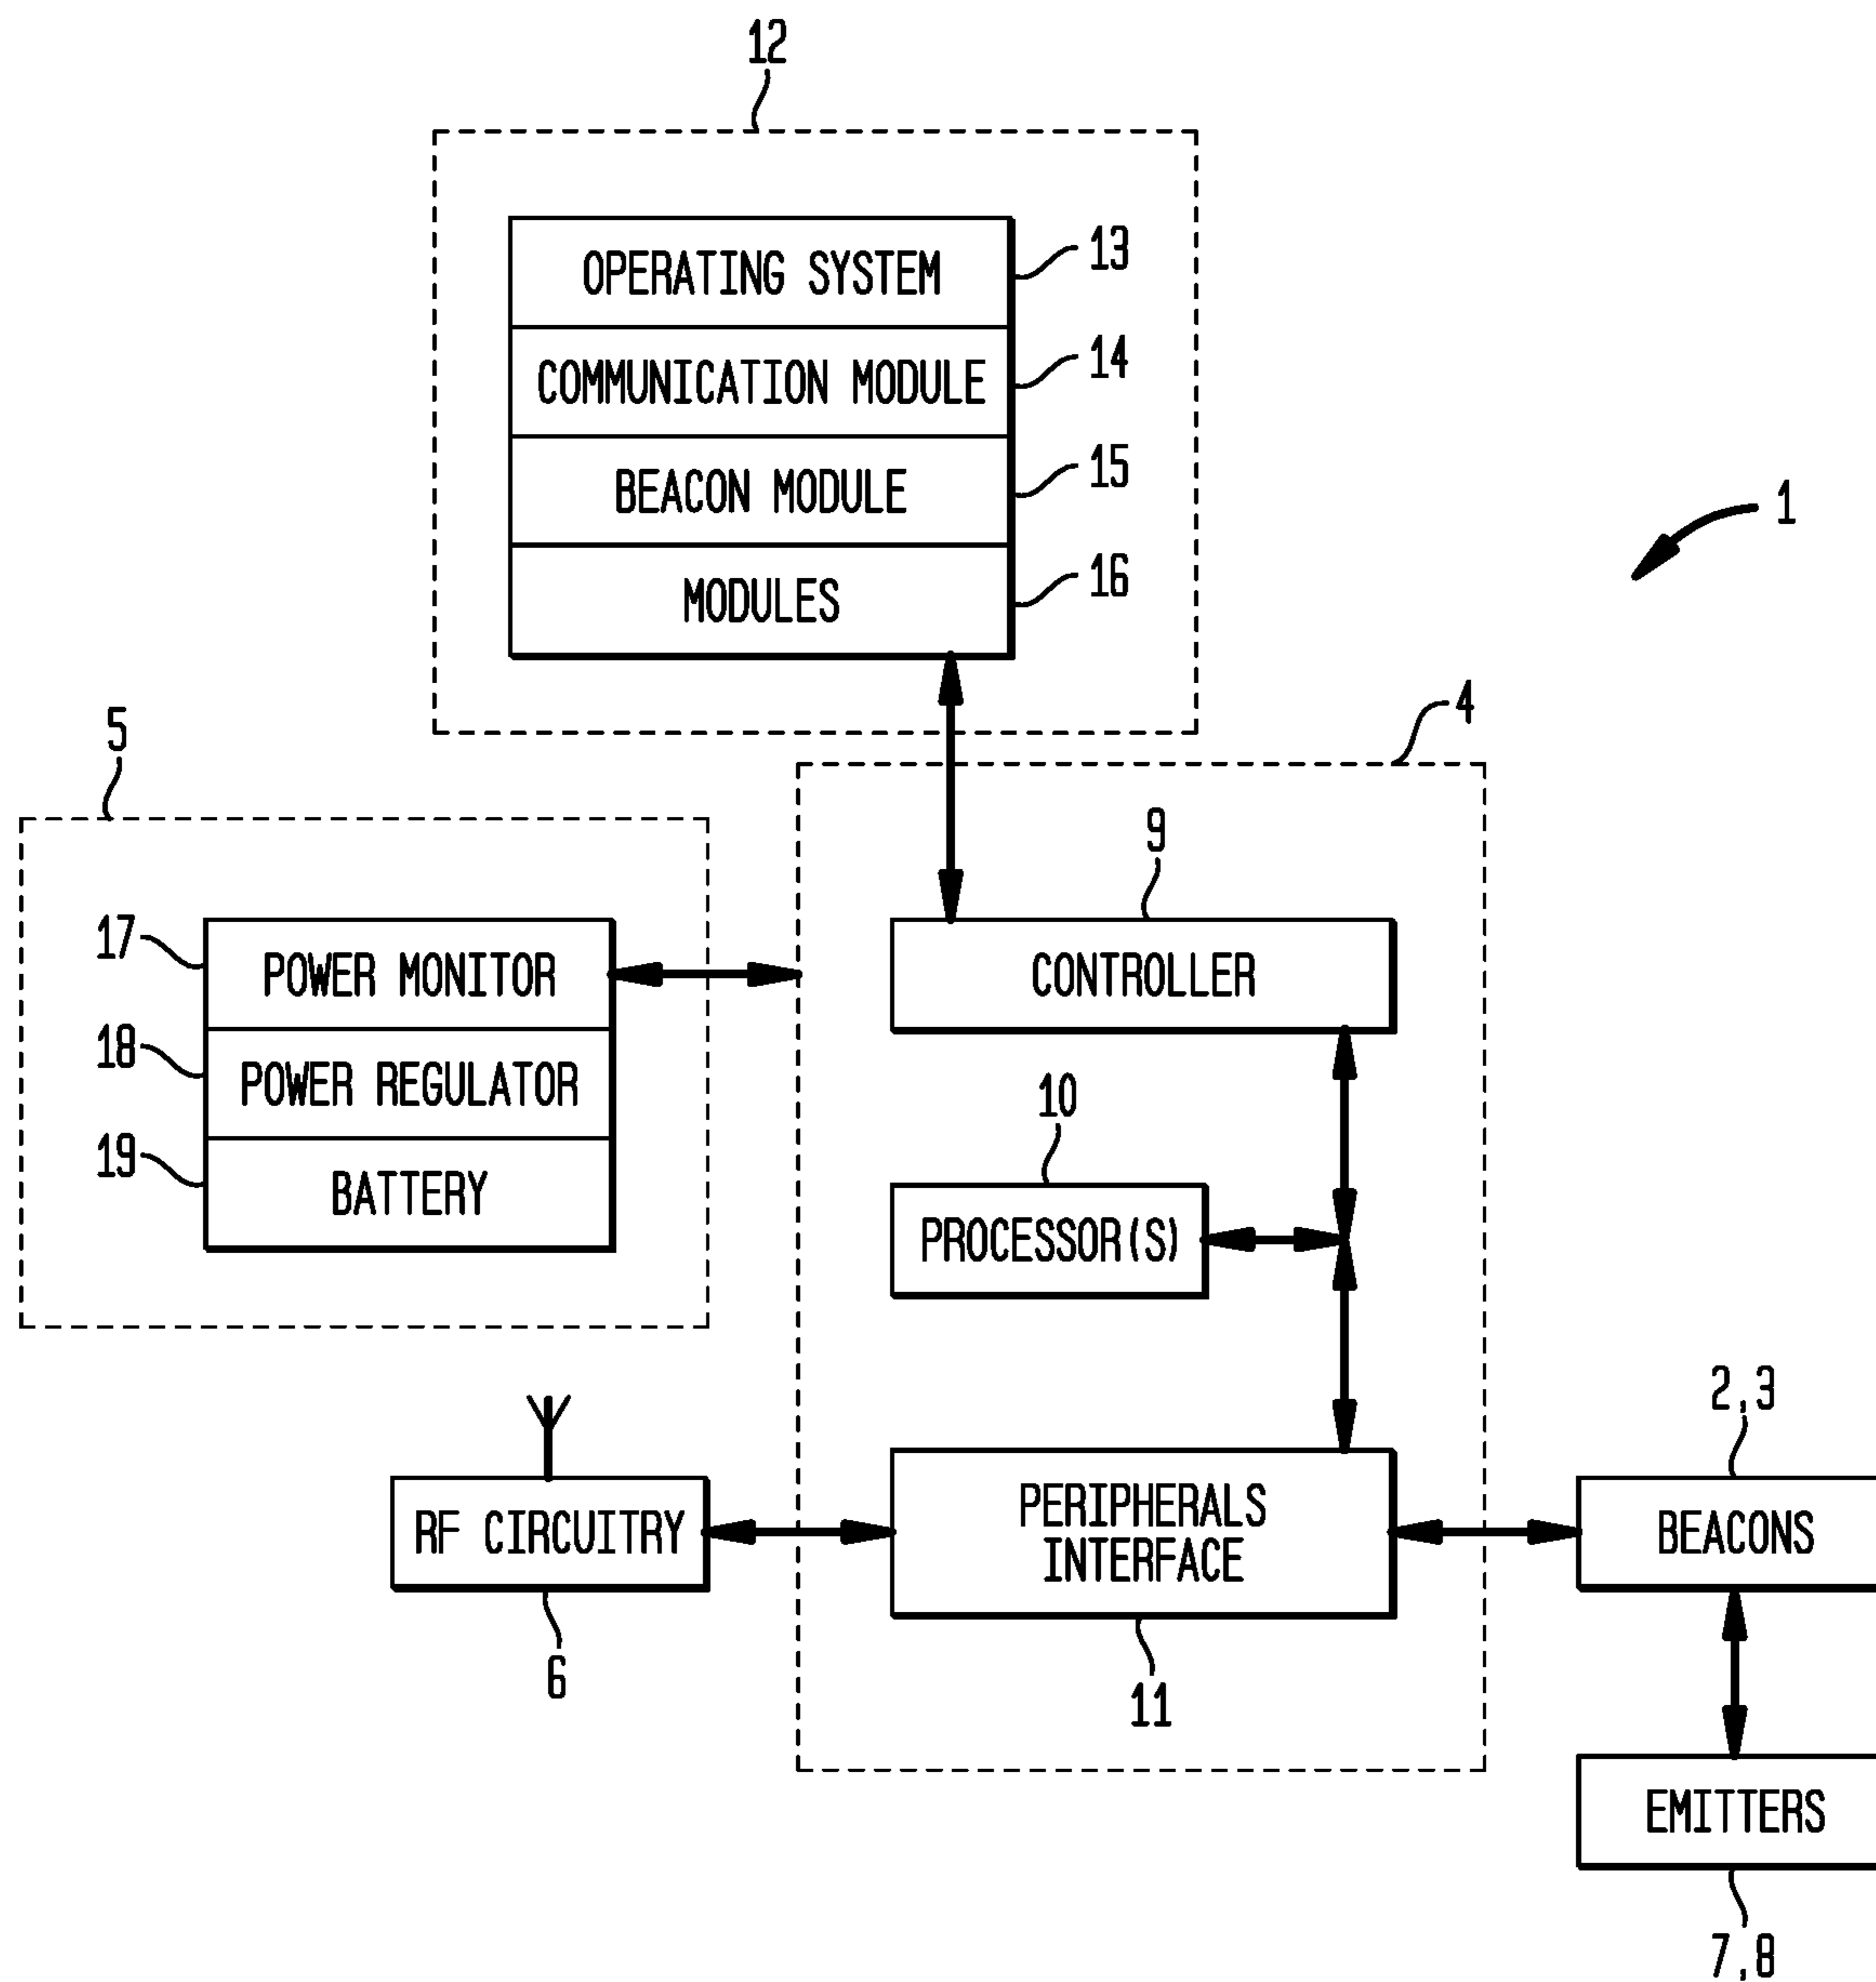 12
OPERATING SYSTEM
13
COMMUNICATION MODULE
14
BEACON MODULE
15
MODULES
16
1
5
4
17
POWER MONITOR
18
POWER REGULATOR
19
BATTERY
9
CONTROLLER
10
PROCESSOR(S)
RF CIRCUITRY
6
PERIPHERALS
INTERFACE
11
2,3
BEACONS
EMITTERS
7,8